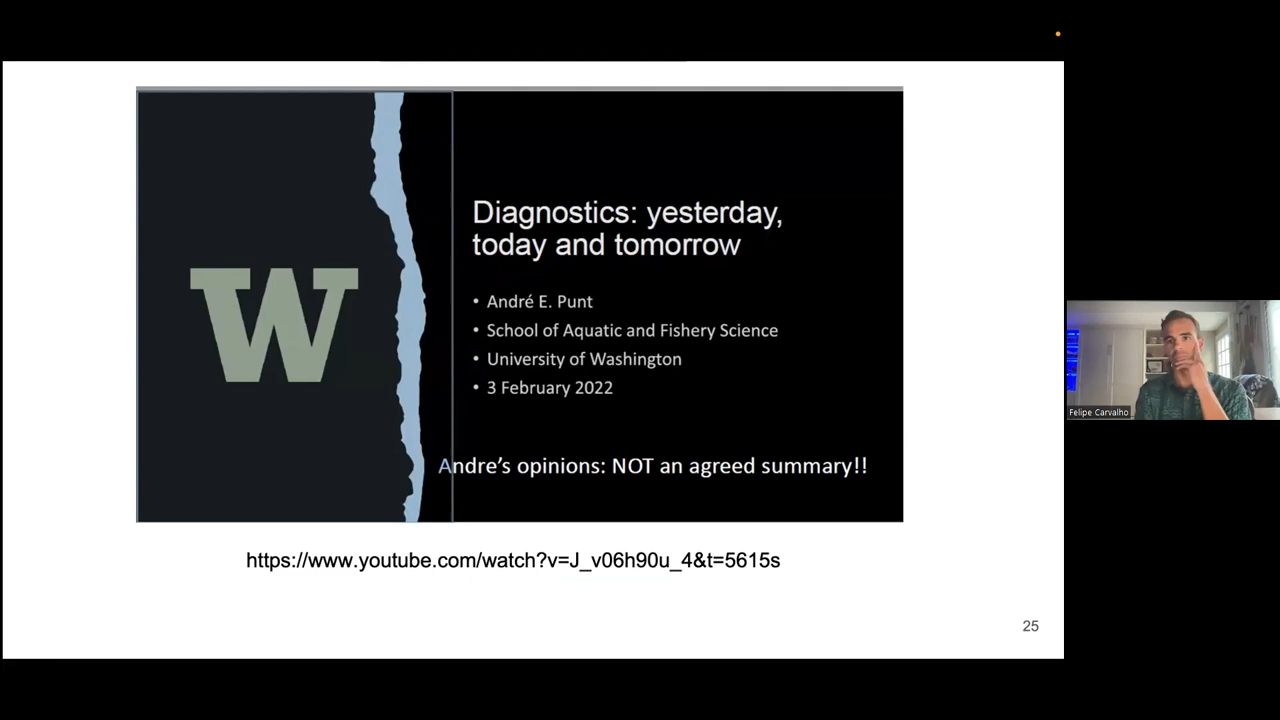 W
Diagnostics: yesterday,
today and tomorrow
• André E. Punt
• School of Aquatic and Fishery Science
• University of Washington
• 3 February 2022
Andre’s opinions: NOT an agreed summary!!
https://www.youtube.com/watch?v=J_v06h90u_4&t=5615s
25
Felipe Carvalho